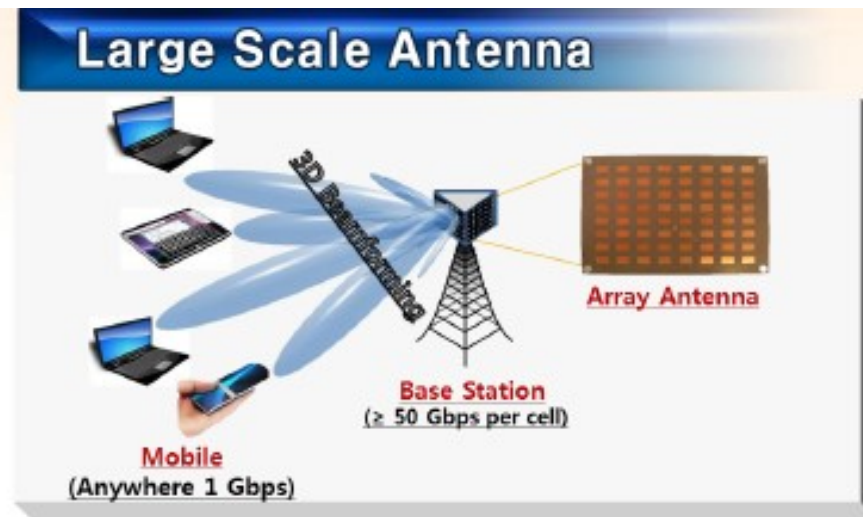 Large Scale Antenna
3D Beamforming
Array Antenna
Base Station
(≥ 50 Gbps per cell)
Mobile
(Anywhere 1 Gbps)